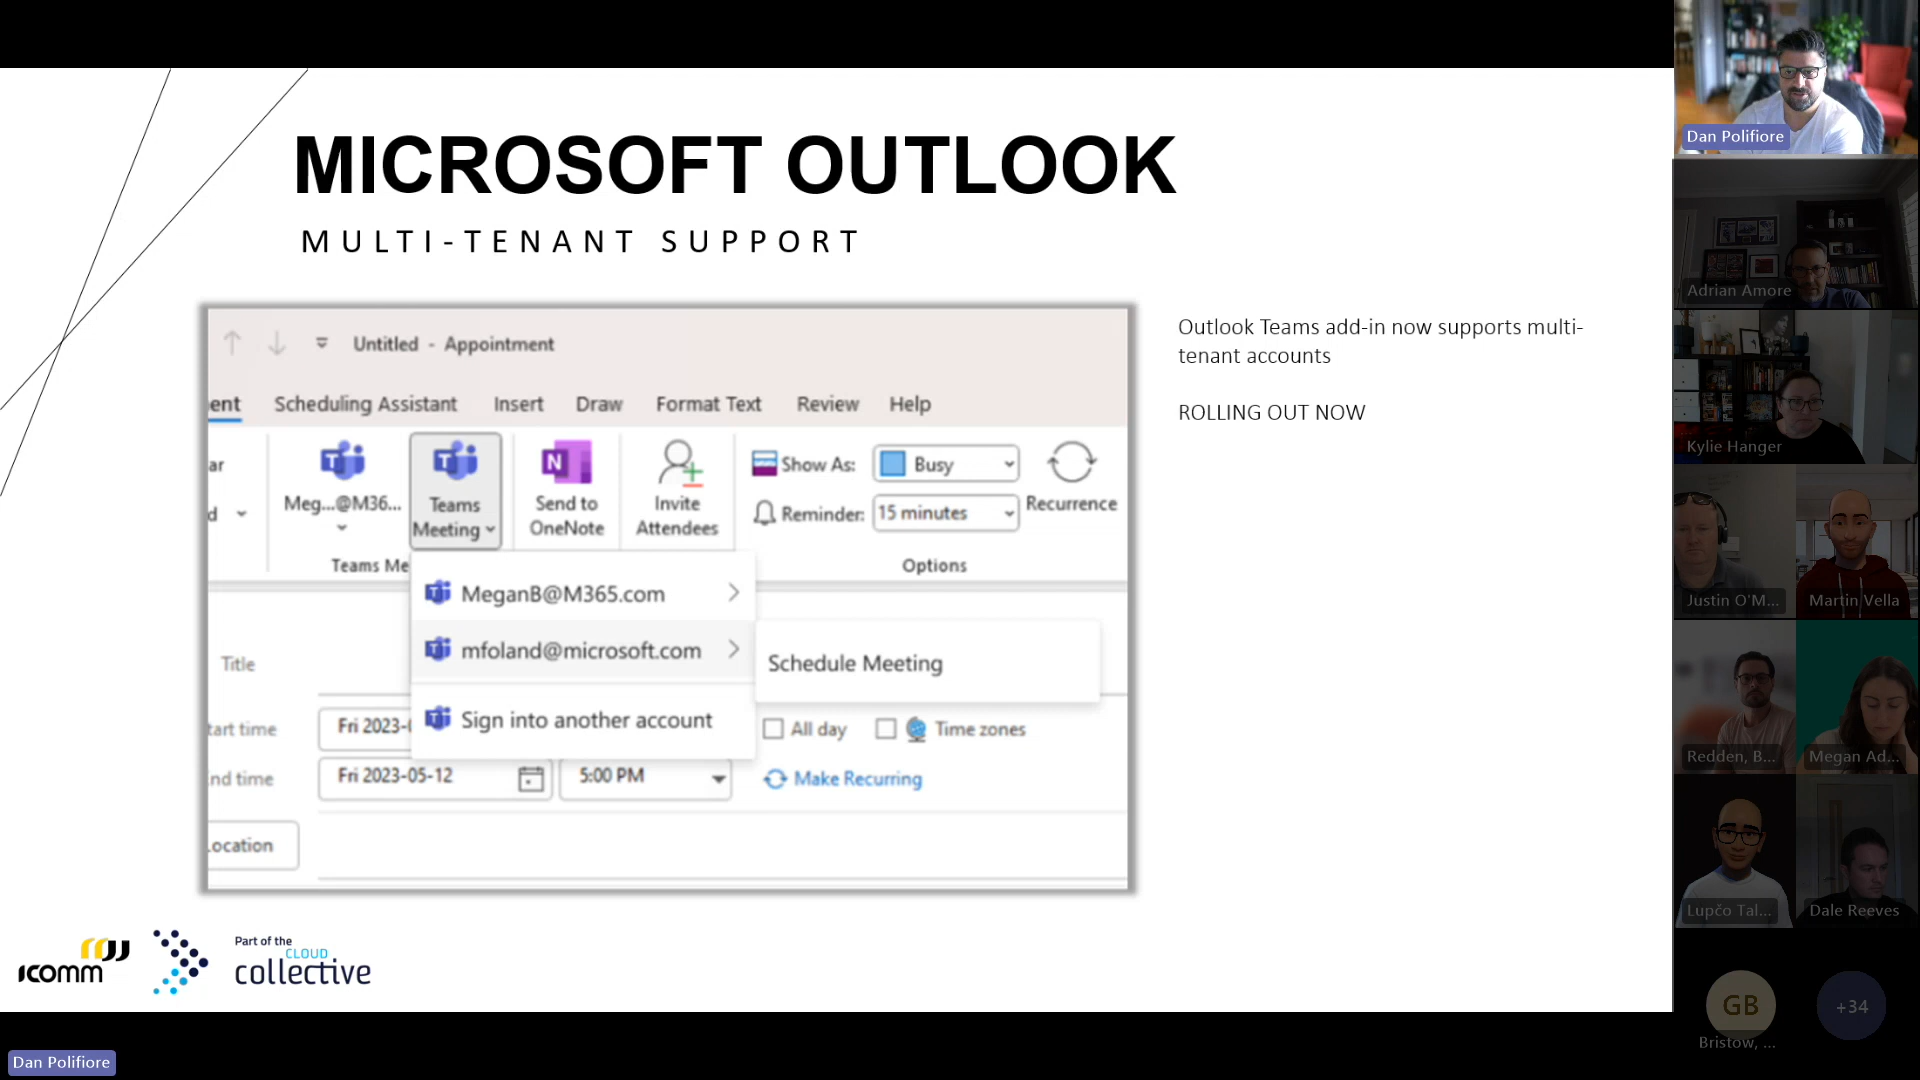 MICROSOFT OUTLOOK
MULTI-TENANT SUPPORT
Untitled - Appointment
ent
Scheduling Assistant
Insert
Draw
Format Text
Review
Help
ar
d
Meg...@M36...
Teams
Meeting
Send to
OneNote
Invite
Attendees
Show As:
Busy
Reminder:
15 minutes
Recurrence
Teams Me
Options
MeganB@M365.com
mfoland@microsoft.com
Schedule Meeting
Sign into another account
Title
tart time
Fri 2023-0
All day
Time zones
nd time
Fri 2023-05-12
5:00 PM
Make Recurring
Location
Outlook Teams add-in now supports multi-
tenant accounts
ROLLING OUT NOW
ICOMM
Part of the
CLOUD
collective
Dan Polifiore
Dan Polifiore
Adrian Amore
Kylie Hanger
Justin O'M...
Martin Vella
Redden, B...
Megan Ad...
Lupčo Tal...
Dale Reeves
GB
Bristow, ...
+34